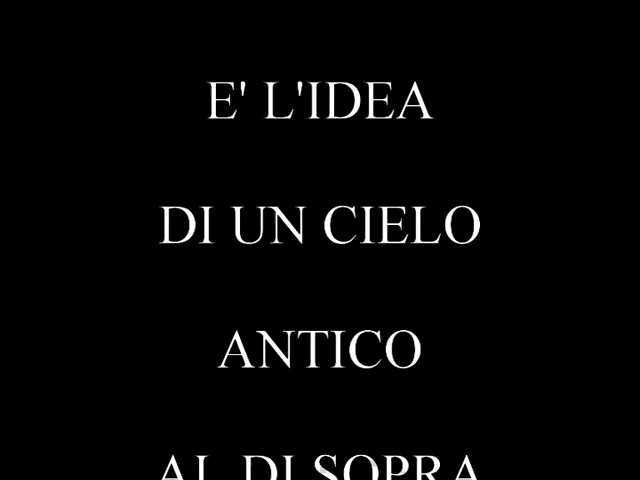 E' L'IDEA
DI UN CIELO
ANTICO
AL DI SOPRA